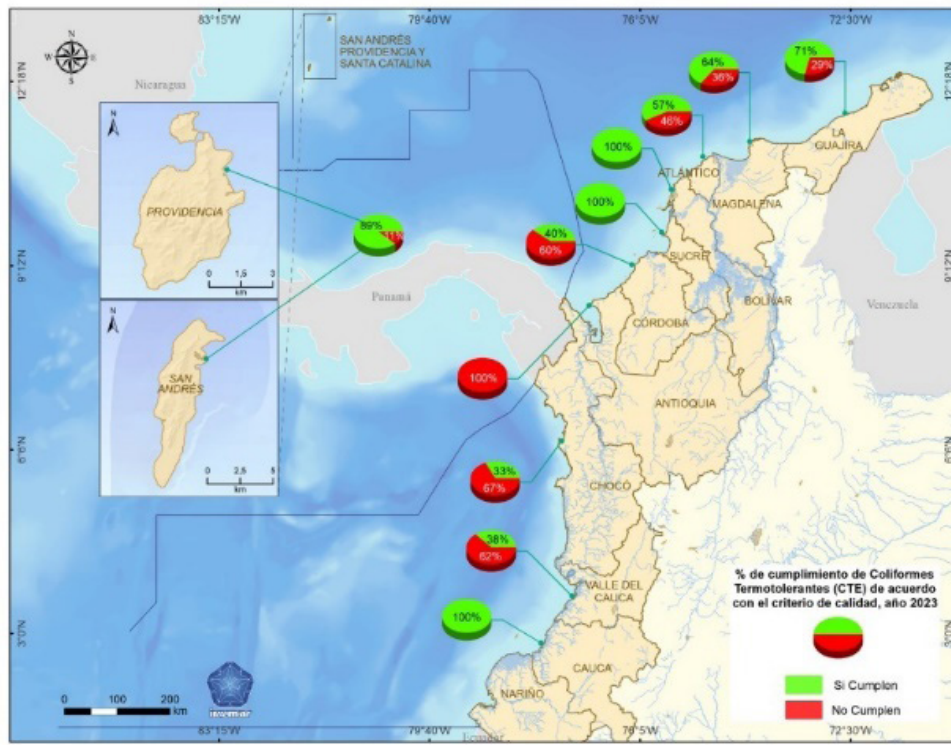 83°15'W
79°40'W
76°5'W
72°30'W
N
W
E
S
SAN ANDRÉS
PROVIDENCIA Y
SANTA CATALINA
Nicaragua
12°18'N
12°18'N
71%
29%
64%
36%
57%
46%
100%
100%
LA
GUAJIRA
ATLÁNTICO
MAGDALENA
N
PROVIDENCIA
0 1,5 3
km
89%
11%
40%
60%
SUCRE
BOLÍVAR
CÓRDOBA
9°12'N
9°12'N
Panamá
Venezuela
N
SAN
ANDRÉS
0 2,5 5
km
100%
ANTIOQUIA
6°6'N
6°6'N
33%
67%
CHOCÓ
38%
62%
VALLE DEL
CAUCA
100%
3°0'N
3°0'N
CAUCA
NARIÑO
% de cumplimiento de Coliformes
Termotolerantes (CTE) de acuerdo
con el criterio de calidad, año 2023
Si Cumplen
No Cumplen
0 100 200
km
83°15'W
79°40'W
Ecuador
76°5'W
72°30'W